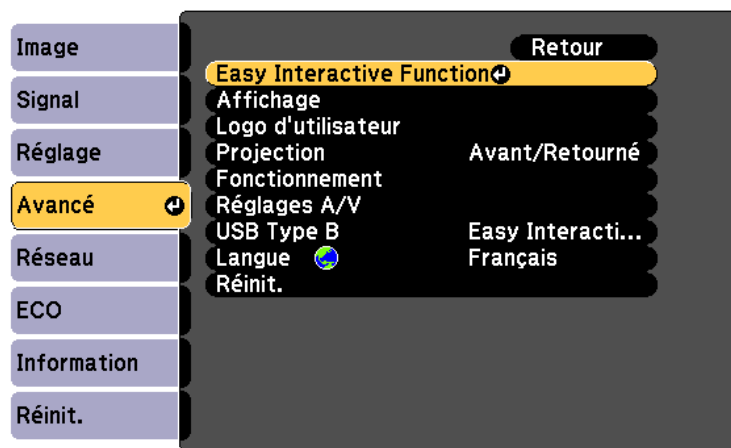 Image
Signal
Réglage
Avancé
Réseau
ECO
Information
Réinit.
Retour
Easy Interactive Function
Affichage
Logo d'utilisateur
Projection Avant/Retourné
Fonctionnement
Réglages A/V
USB Type B Easy Interacti...
Langue Français
Réinit.